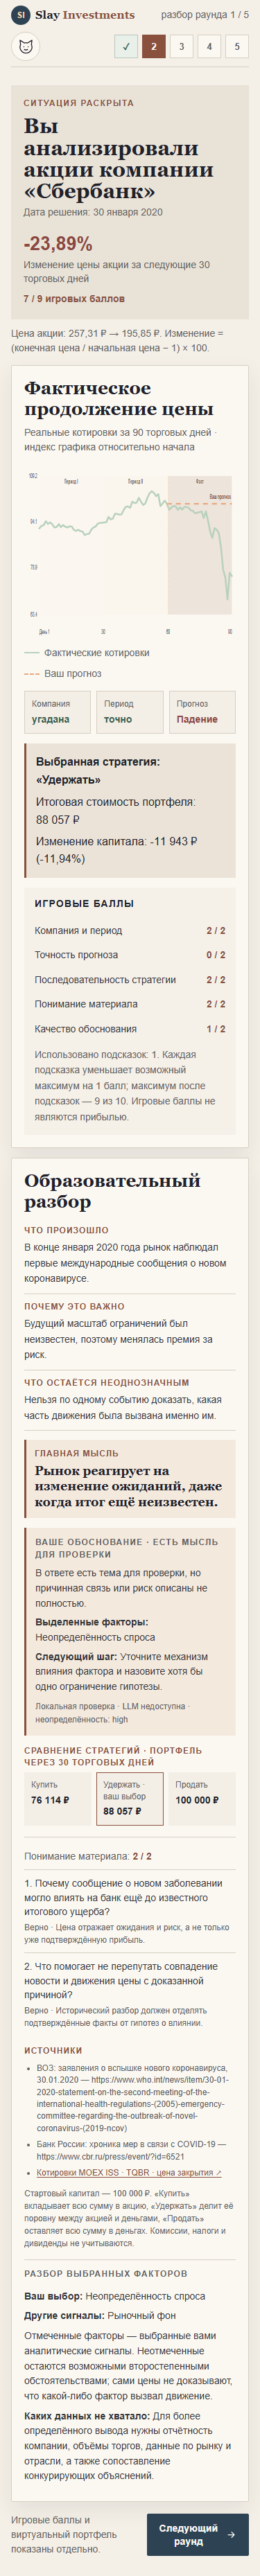 SI Slay Investments разбор раунда 1 / 5
✓ 2 3 4 5
СИТУАЦИЯ РАСКРЫТА
Вы
анализировали
акции компании
«Сбербанк»
Дата решения: 30 января 2020
-23,89%
Изменение цены акции за следующие 30
торговых дней
7 / 9 игровых баллов
Цена акции: 257,31 ₽ → 195,85 ₽. Изменение =
(конечная цена / начальная цена − 1) × 100.
Фактическое
продолжение цены
Реальные котировки за 90 торговых дней ·
индекс графика относительно начала
Период I Период II Факт
Ваш прогноз
День 1 30 60 90
Фактические котировки
Ваш прогноз
Компания
угадана
Период
точно
Прогноз
Падение
Выбранная стратегия:
«Удержать»
Итоговая стоимость портфеля:
88 057 ₽
Изменение капитала: -11 943 ₽
(-11,94%)
ИГРОВЫЕ БАЛЛЫ
Компания и период 2 / 2
Точность прогноза 0 / 2
Последовательность стратегии 2 / 2
Понимание материала 2 / 2
Качество обоснования 1 / 2
Использовано подсказок: 1. Каждая
подсказка уменьшает возможный
максимум на 1 балл; максимум после
подсказок — 9 из 10. Игровые баллы не
являются прибылью.
Образовательный
разбор
ЧТО ПРОИЗОШЛО
В конце января 2020 года рынок наблюдал
первые международные сообщения о новом
коронавирусе.
ПОЧЕМУ ЭТО ВАЖНО
Будущий масштаб ограничений был
неизвестен, поэтому менялась премия за
риск.
ЧТО ОСТАЁТСЯ НЕОДНОЗНАЧНЫМ
Нельзя по одному событию доказать, какая
часть движения была вызвана именно им.
ГЛАВНАЯ МЫСЛЬ
Рынок реагирует на
изменение ожиданий, даже
когда итог ещё неизвестен.
ВАШЕ ОБОСНОВАНИЕ · ЕСТЬ МЫСЛЬ
ДЛЯ ПРОВЕРКИ
В ответе есть тема для проверки, но
причинная связь или риск описаны не
полностью.
Выделенные факторы:
Неопределённость спроса
Следующий шаг: Уточните механизм
влияния фактора и назовите хотя бы
одно ограничение гипотезы.
Локальная проверка · LLM недоступна ·
неопределённость: high
СРАВНЕНИЕ СТРАТЕГИЙ · ПОРТФЕЛЬ
ЧЕРЕЗ 30 ТОРГОВЫХ ДНЕЙ
Купить
76 114 ₽
Удержать ·
ваш выбор
88 057 ₽
Продать
100 000 ₽
Понимание материала: 2 / 2
1. Почему сообщение о новом заболевании
могло влиять на банк ещё до известного
итогового ущерба?
Верно · Цена отражает ожидания и риск, а не только
уже подтверждённую прибыль.
2. Что помогает не перепутать совпадение
новости и движения цены с доказанной
причиной?
Верно · Исторический разбор должен отделять
подтверждённые факты от гипотез о влиянии.
ИСТОЧНИКИ
• ВОЗ: заявления о вспышке нового коронавируса,
30.01.2020 — https://www.who.int/news/item/30-01-
2020-statement-on-the-second-meeting-of-the-
international-health-regulations-(2005)-emergency-
committee-regarding-the-outbreak-of-novel-
coronavirus-(2019-ncov)
• Банк России: хроника мер в связи с COVID-19 —
https://www.cbr.ru/press/event/?id=6521
• Котировки MOEX ISS · TQBR · цена закрытия ↗
Стартовый капитал — 100 000 ₽. «Купить»
вкладывает всю сумму в акцию, «Удержать» делит её
поровну между акцией и деньгами, «Продать»
оставляет всю сумму в деньгах. Комиссии, налоги и
дивиденды не учитываются.
РАЗБОР ВЫБРАННЫХ ФАКТОРОВ
Ваш выбор: Неопределённость спроса
Другие сигналы: Рыночный фон
Отмеченные факторы — выбранные вами
аналитические сигналы. Неотмеченные
остаются возможными второстепенными
обстоятельствами; сами цены не доказывают,
что какой-либо фактор вызвал движение.
Каких данных не хватало: Для более
определённого вывода нужны отчётность
компании, объёмы торгов, данные по рынку и
отрасли, а также сопоставление
конкурирующих объяснений.
Игровые баллы и
виртуальный портфель
показаны отдельно.
Следующий
раунд →